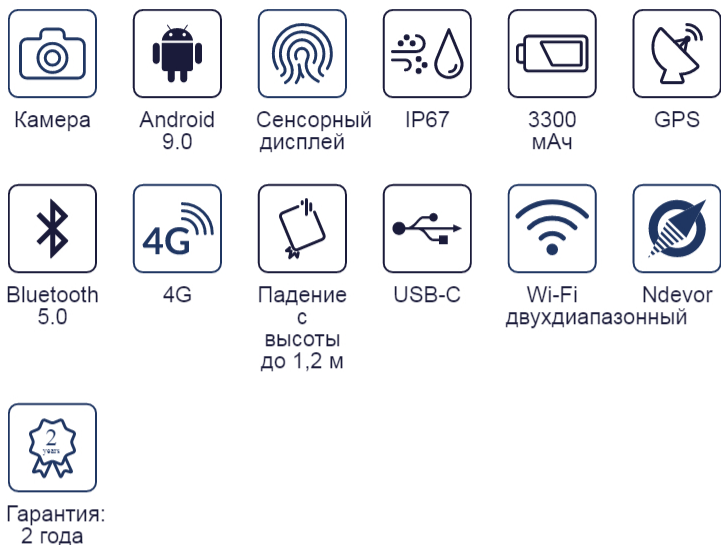 Камера
Android
9.0
Сенсорный
дисплей
IP67
3300
мАч
GPS
Bluetooth
5.0
4G
4G
Падение
с
высоты
до 1,2 м
USB-C
Wi-Fi
двухдиапазонный
Ndevor
2
years
Гарантия:
2 года